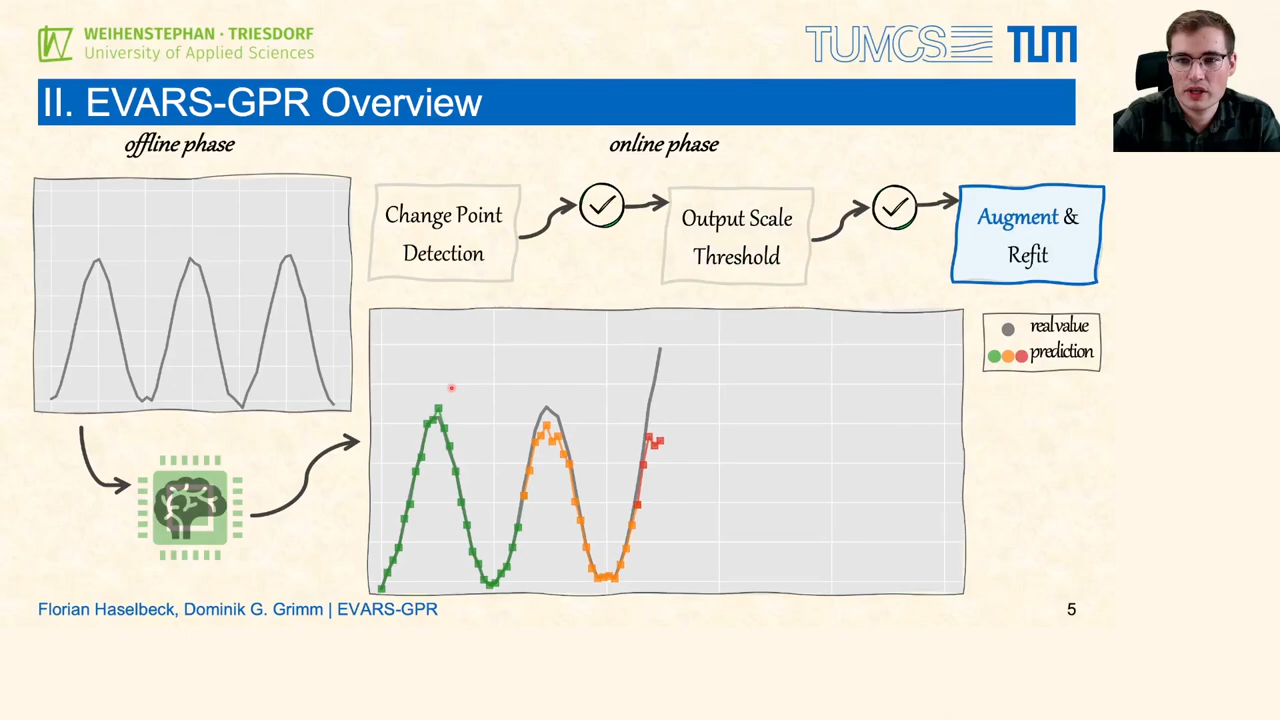 WEIHENSTEPHAN · TRIESDORF
University of Applied Sciences
TUMCS
TUM
II. EVARS-GPR Overview
offline phase
online phase
Change Point
Detection
Output Scale
Threshold
Augment &
Refit
real value
prediction
Florian Haselbeck, Dominik G. Grimm | EVARS-GPR
5